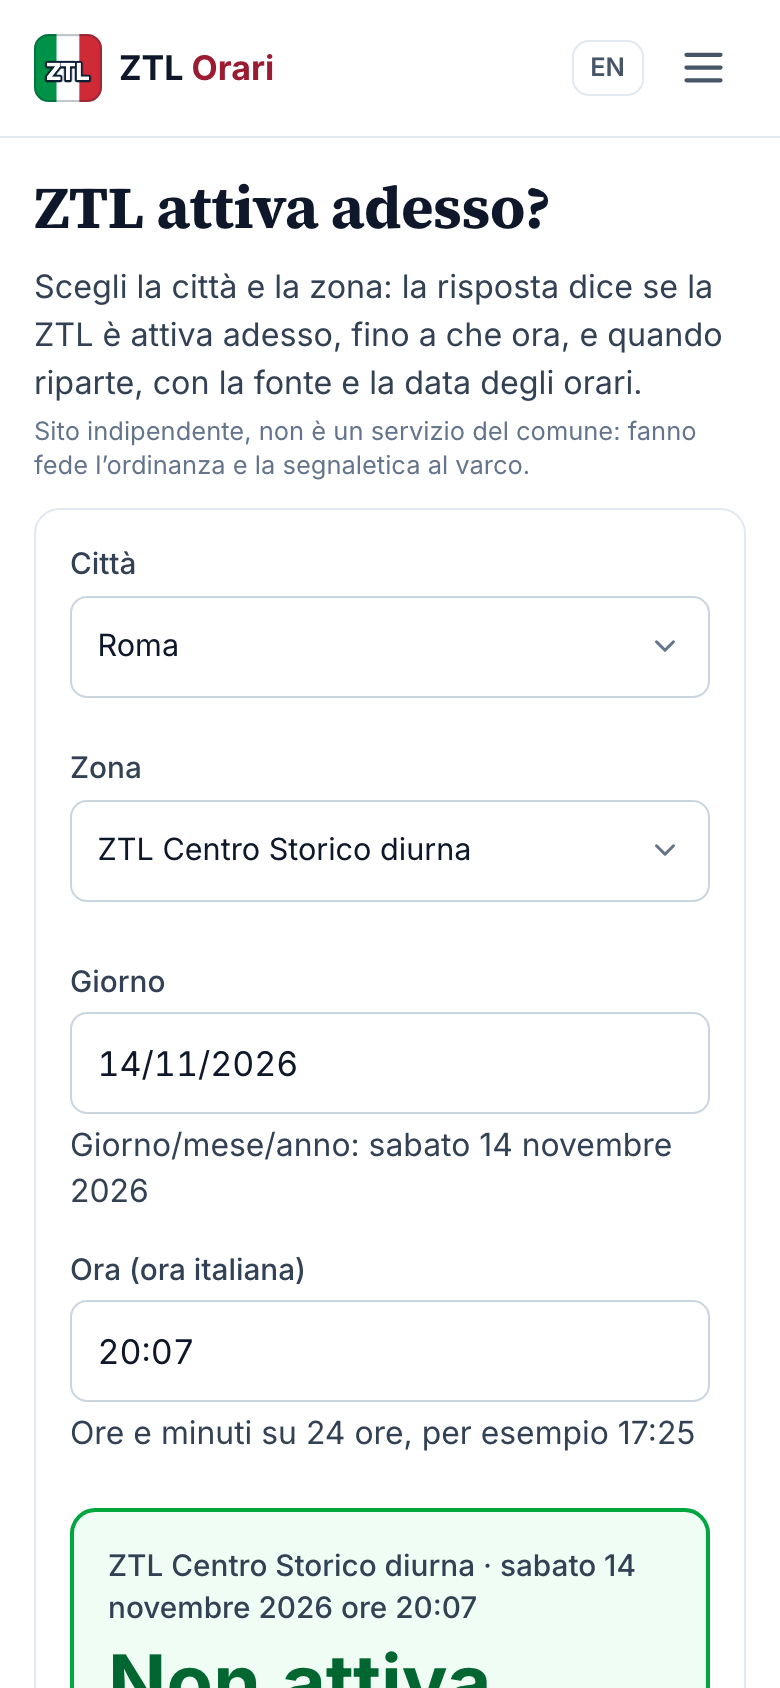 ZTL
ZTL Orari
EN
ZTL attiva adesso?
Scegli la città e la zona: la risposta dice se la
ZTL è attiva adesso, fino a che ora, e quando
riparte, con la fonte e la data degli orari.
Sito indipendente, non è un servizio del comune: fanno
fede l’ordinanza e la segnaletica al varco.
Città
Roma
Zona
ZTL Centro Storico diurna
Giorno
14/11/2026
Giorno/mese/anno: sabato 14 novembre
2026
Ora (ora italiana)
20:07
Ore e minuti su 24 ore, per esempio 17:25
ZTL Centro Storico diurna · sabato 14
novembre 2026 ore 20:07
Non attiva